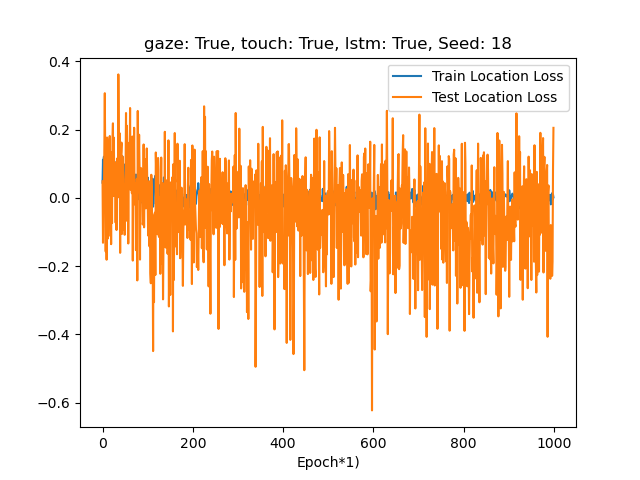 gaze: True, touch: True, lstm: True, Seed: 18
Train Location Loss
Test Location Loss
0.4
0.2
0.0
−0.2
−0.4
−0.6
0 200 400 600 800 1000
Epoch*1)